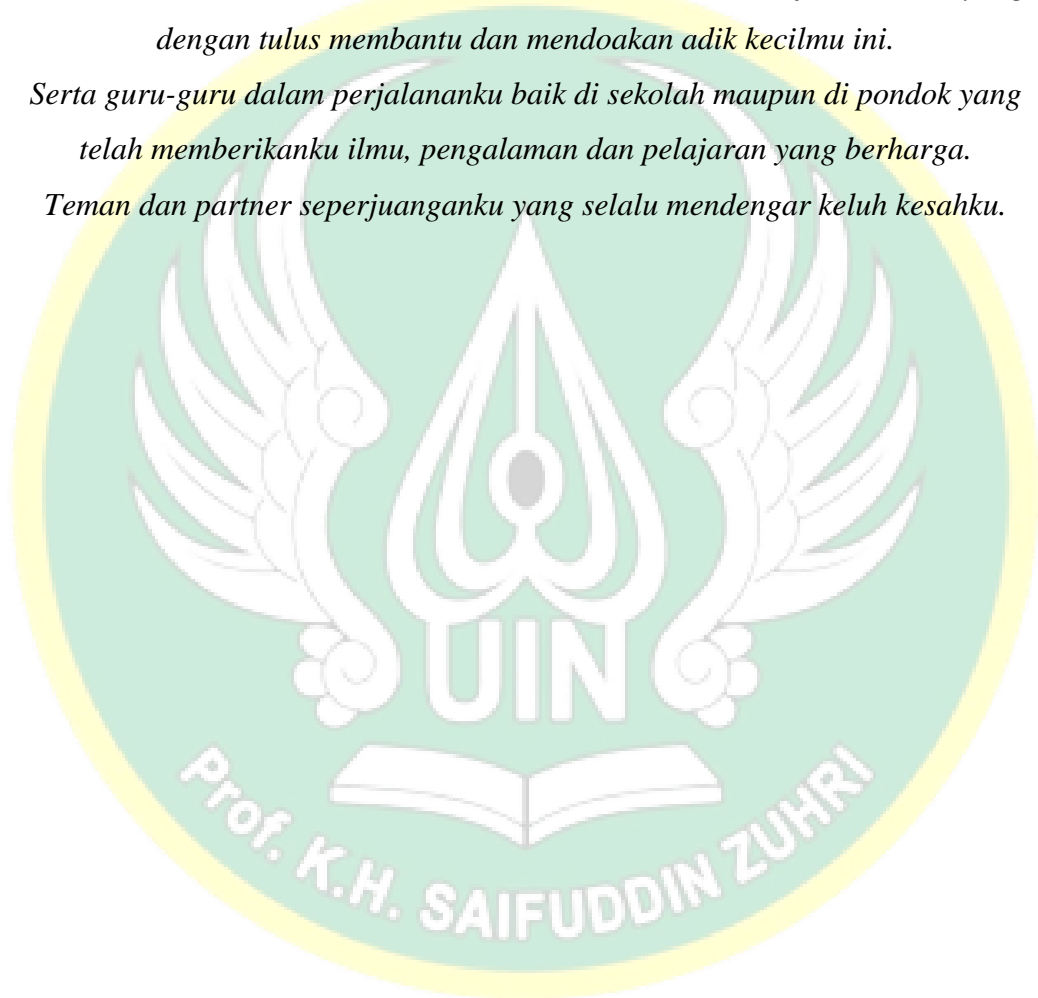 dengan tulus membantu dan mendoakan adik kecilmu ini.
Serta guru-guru dalam perjalananku baik di sekolah maupun di pondok yang
telah memberikanku ilmu, pengalaman dan pelajaran yang berharga.
Teman dan partner seperjuanganku yang selalu mendengar keluh kesahku.
UIN
Prof. K.H. SAIFUDDIN ZUHRI